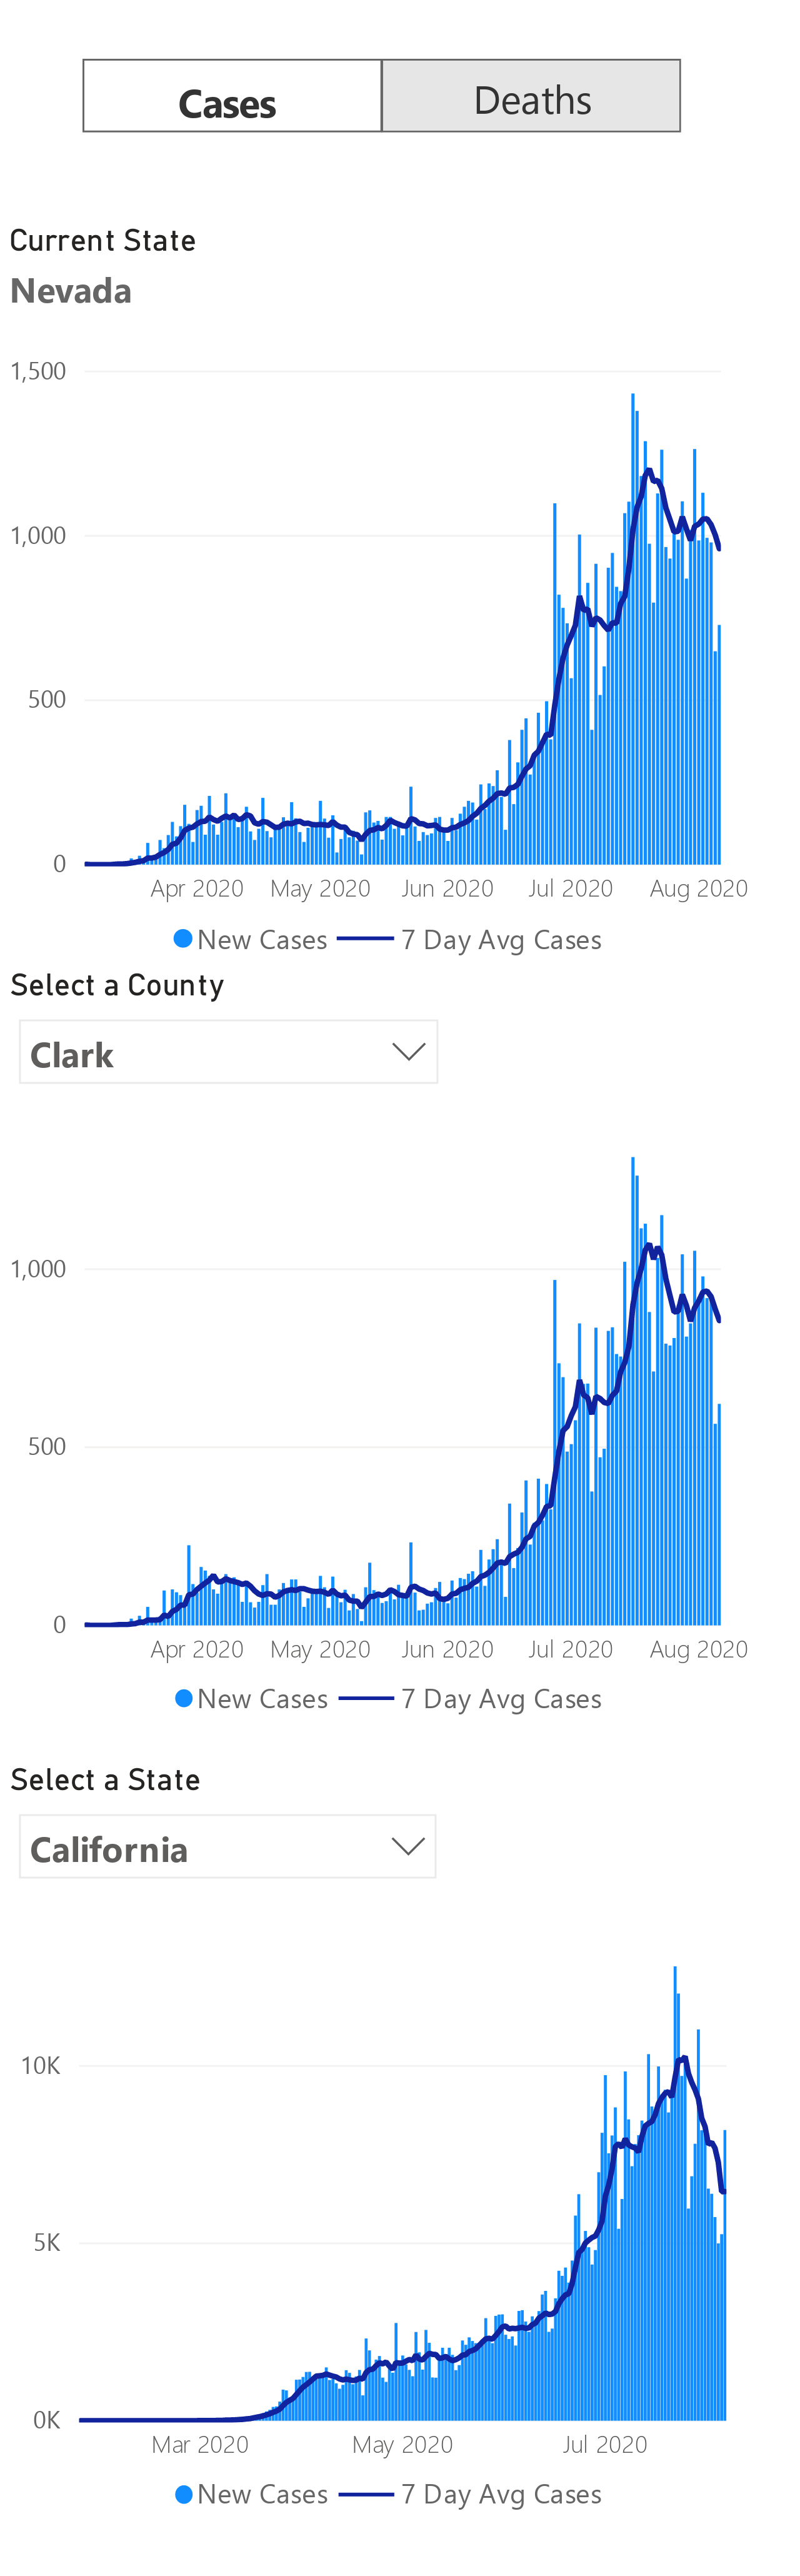 Cases Deaths
Current State
Nevada
1,500
1,000
500
0
Apr 2020 May 2020 Jun 2020 Jul 2020 Aug 2020
New Cases 7 Day Avg Cases
Select a County
Clark
1,000
500
0
Apr 2020 May 2020 Jun 2020 Jul 2020 Aug 2020
New Cases 7 Day Avg Cases
Select a State
California
10K
5K
0K
Mar 2020 May 2020 Jul 2020
New Cases 7 Day Avg Cases